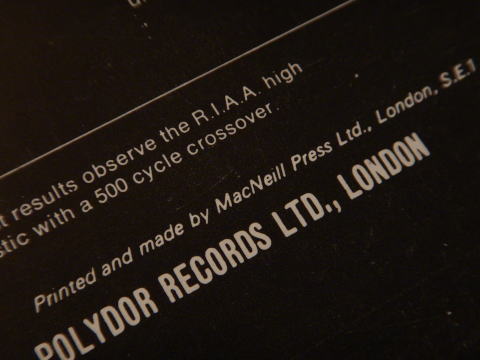 results observe the R.I.A.A. high
with a 500 cycle crossover.
Printed and made by MacNeill Press Ltd., London, S.E.1
POLYDOR RECORDS LTD., LONDON